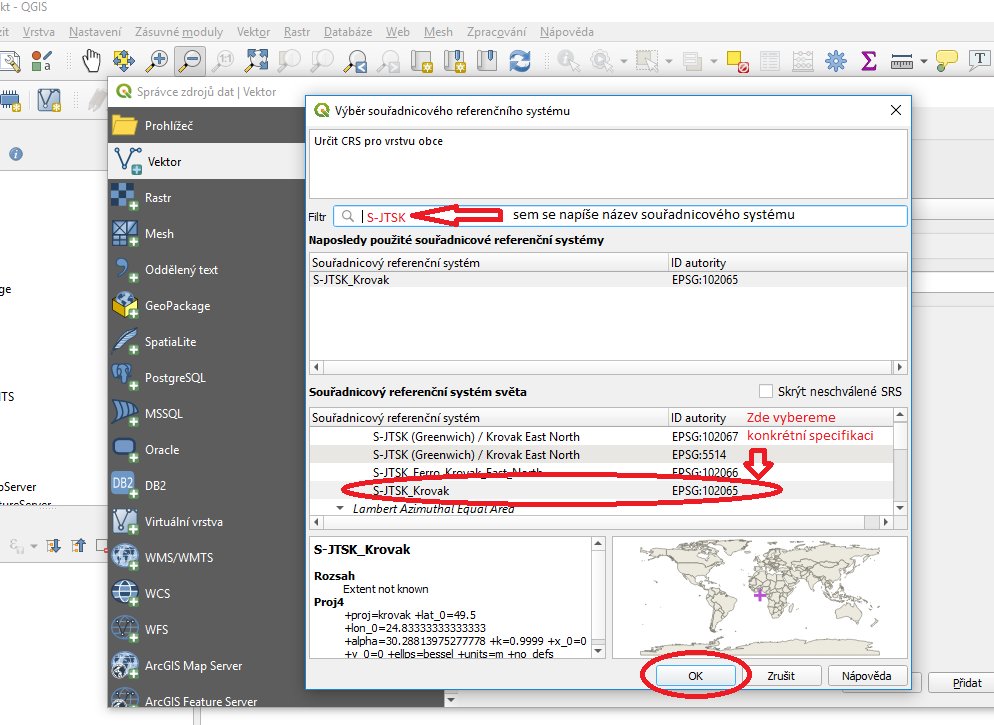 kt - QGIS
zit Vrstva Nastavení Zásuvné moduly Vektor Rastr Databáze Web Mesh Zpracování Nápověda
Správce zdrojů dat | Vektor
Výběr souřadnicového referenčního systému
Prohlížeč
Vektor
Rastr
Mesh
Oddělený text
GeoPackage
SpatiaLite
PostgreSQL
MSSQL
Oracle
DB2
Virtuální vrstva
WMS/WMTS
WCS
WFS
ArcGIS Map Server
ArcGIS Feature Server
Určit CRS pro vrstvu obce
Filtr S-JTSK sem se napíše název souřadnicového systému
Naposledy použité souřadnicové referenční systémy
Souřadnicový referenční systém ID autority
S-JTSK_Krovak EPSG:102065
Souřadnicový referenční systém světa Skrýt neschválené SRS
Souřadnicový referenční systém ID autority Zde vybereme
S-JTSK (Greenwich) / Krovak East North EPSG:102067 konkrétní specifikaci
S-JTSK (Greenwich) / Krovak East North EPSG:5514
S-JTSK_Ferro_Krovak_East_North EPSG:102066
S-JTSK_Krovak EPSG:102065
Lambert Azimuthal Equal Area
S-JTSK_Krovak
Rozsah
Extent not known
Proj4
+proj=krovak +lat_0=49.5
+lon_0=24.83333333333333
+alpha=30.28813975277778 +k=0.9999 +x_0=0
+y_0=0 +ellps=bessel +units=m +no_defs
OK Zrušit Nápověda
Přidat
ge
TS
oServer
eatureServer